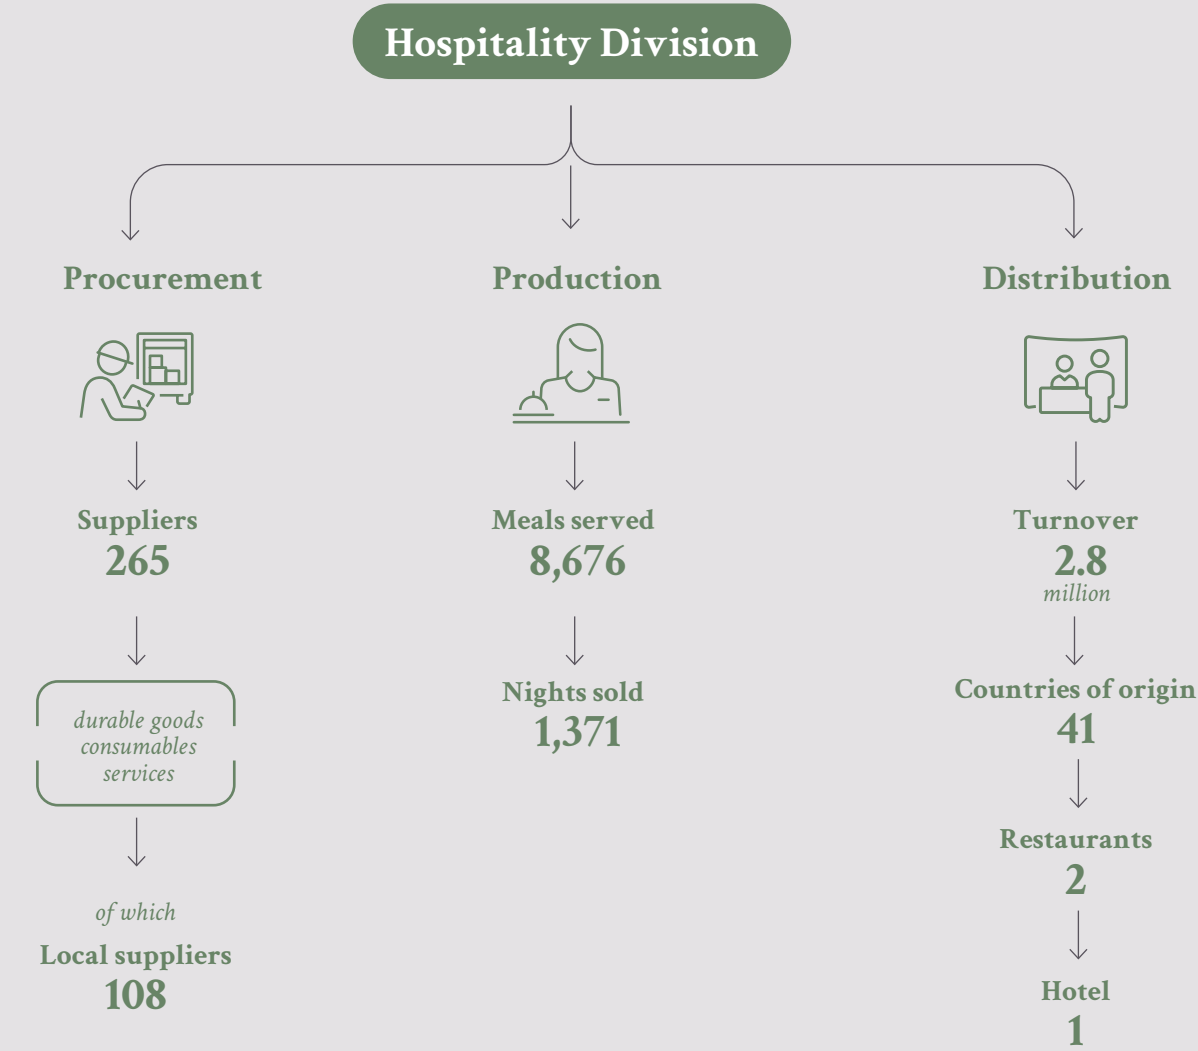 Hospitality Division
Procurement
Suppliers
265
durable goods
consumables
services
of which
Local suppliers
108
Production
Meals served
8,676
Nights sold
1,371
Distribution
Turnover
2.8
million
Countries of origin
41
Restaurants
2
Hotel
1